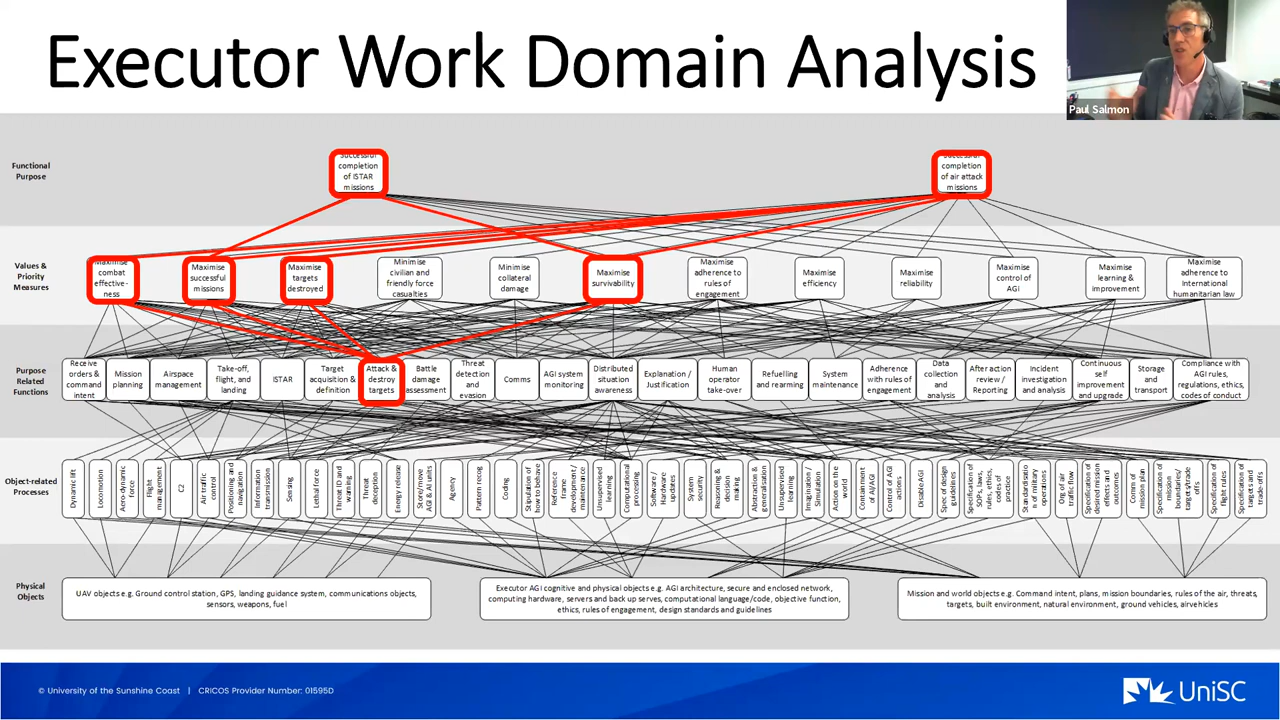 Executor Work Domain Analysis
Paul Salmon
Functional
Purpose
Successful
completion
of ISTAR
missions
Successful
completion
of air attack
missions
Values &
Priority
Measures
Maximise
combat
effective-
ness
Maximise
successful
missions
Maximise
targets
destroyed
Minimise
civilian and
friendly force
casualties
Minimise
collateral
damage
Maximise
survivability
Maximise
adherence to
rules of
engagement
Maximise
efficiency
Maximise
reliability
Maximise
control of
AGI
Maximise
learning &
improvement
Maximise
adherence to
International
humanitarian law
Purpose
Related
Functions
Receive
orders &
command
intent
Mission
planning
Airspace
management
Take-off,
flight, and
landing
ISTAR
Target
acquisition &
definition
Attack &
destroy
targets
Battle
damage
assessment
Threat
detection
and
evasion
Comms
AGI system
monitoring
Distributed
situation
awareness
Explanation /
Justification
Human
operator
take-over
Refuelling
and rearming
System
maintenance
Adherence
with rules of
engagement
Data
collection
and
analysis
After action
review /
Reporting
Incident
investigation
and analysis
Continuous
self
improvement
and upgrade
Storage
and
transport
Compliance with
AGI rules,
regulations, ethics,
codes of conduct
Object-related
Processes
Dynamic lift
Locomotion
Aero-dynamic
force
Flight
management
C2
Air traffic
control
Positioning and
navigation
Information
transmission
Sensing
Lethal force
Threat ID and
warning
Threat
deception
Energy release
Store/move
AGI & AI units
Agency
Pattern recog
Coding
Stipulation of
how to behave
Reference
frame
development/
maintenance
Unsupervised
learning
Computational
processing
Software /
Hardware
updates
System
security
Reasoning &
decision
making
Abstraction &
generalisation
Unsupervised
learning
Imagination /
Simulation
Action on the
world
Containment
of AI/AGI
Control of AGI
actions
Disable AGI
Spec of design
guidelines
Specification of
SOPs, laws,
rules, ethics,
codes of
practice
Standardisatio
n of military
operations
Org of air
traffic flow
Specification of
desired mission
effects and
outcomes
Comm of
mission plan
Specification of
mission
boundaries/
targets/trade
offs
Specification of
flight rules
Specification of
targets and
trade-offs
Physical
Objects
UAV objects e.g. Ground control station, GPS, landing guidance system, communications objects,
sensors, weapons, fuel
Executor AGI cognitive and physical objects e.g. AGI architecture, secure and enclosed network,
computing hardware, servers and back up serves, computational language/code, objective function,
ethics, rules of engagement, design standards and guidelines
Mission and world objects e.g. Command intent, plans, mission boundaries, rules of the air, threats,
targets, built environment, natural environment, ground vehicles, airvehicles
© University of the Sunshine Coast | CRICOS Provider Number: 01595D
UniSC